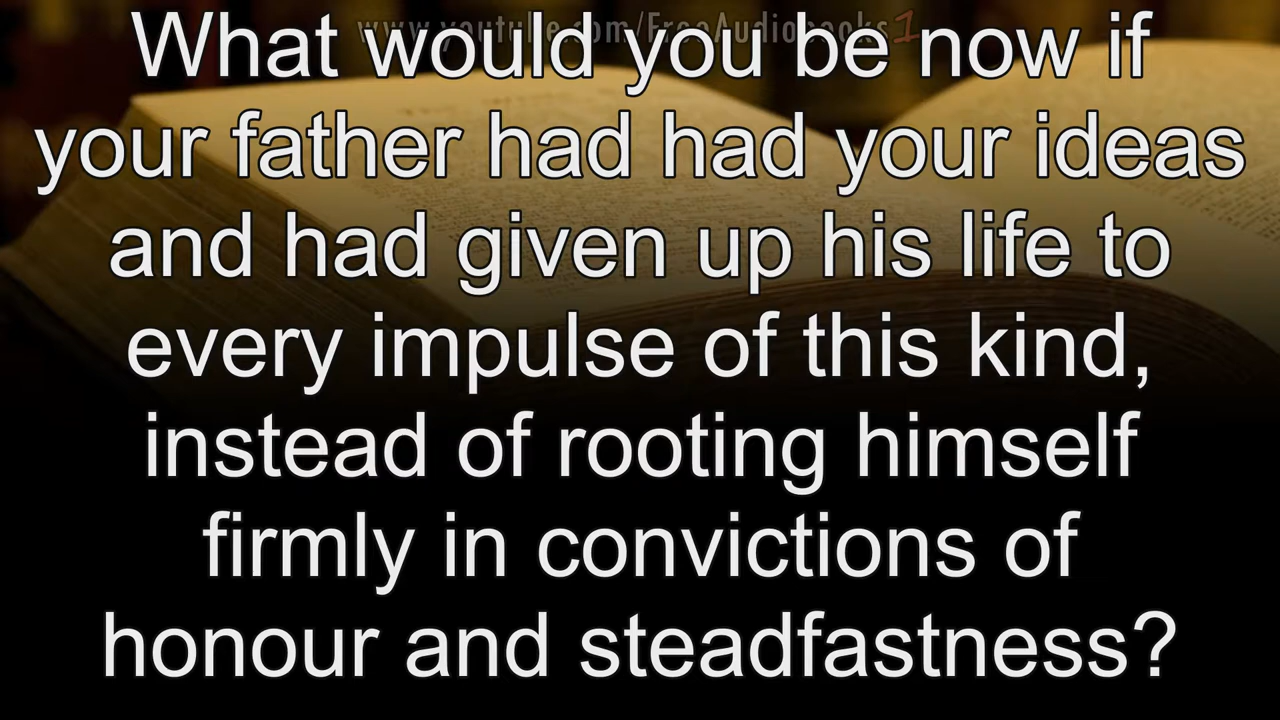 www.youtube.com/FreeAudiobooks1
What would you be now if
your father had had your ideas
and had given up his life to
every impulse of this kind,
instead of rooting himself
firmly in convictions of
honour and steadfastness?